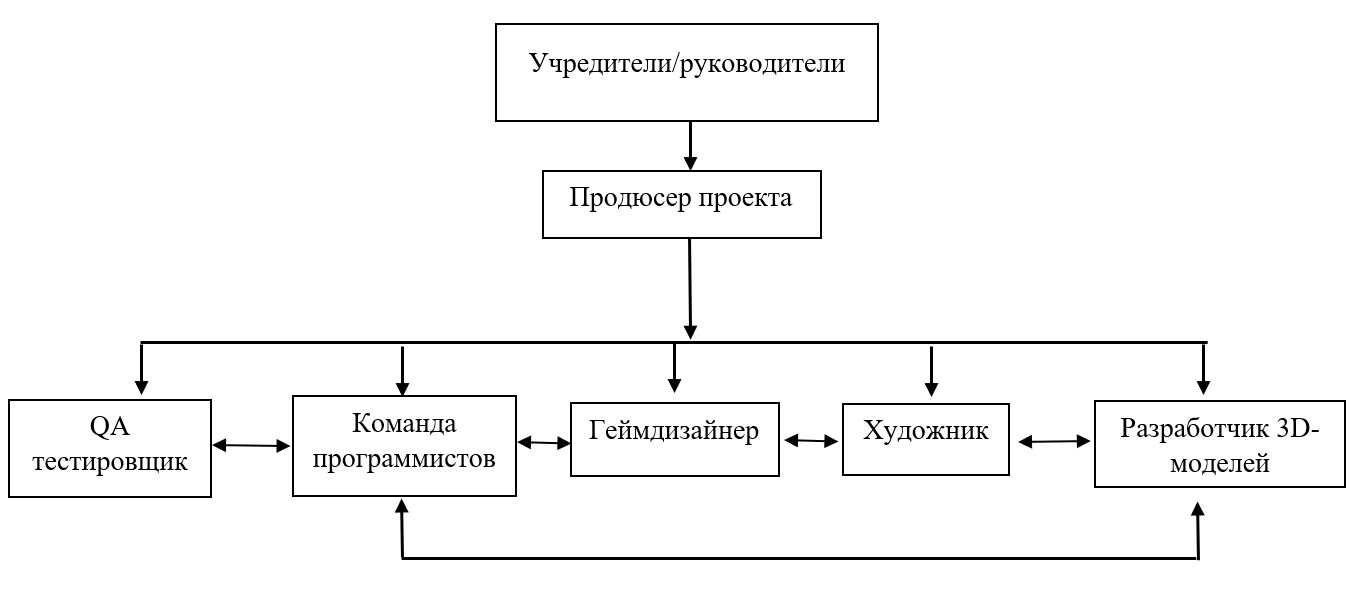 Учредители/руководители
Продюсер проекта
QA
тестировщик
Команда
программистов
Геймдизайнер
Художник
Разработчик 3D-
моделей